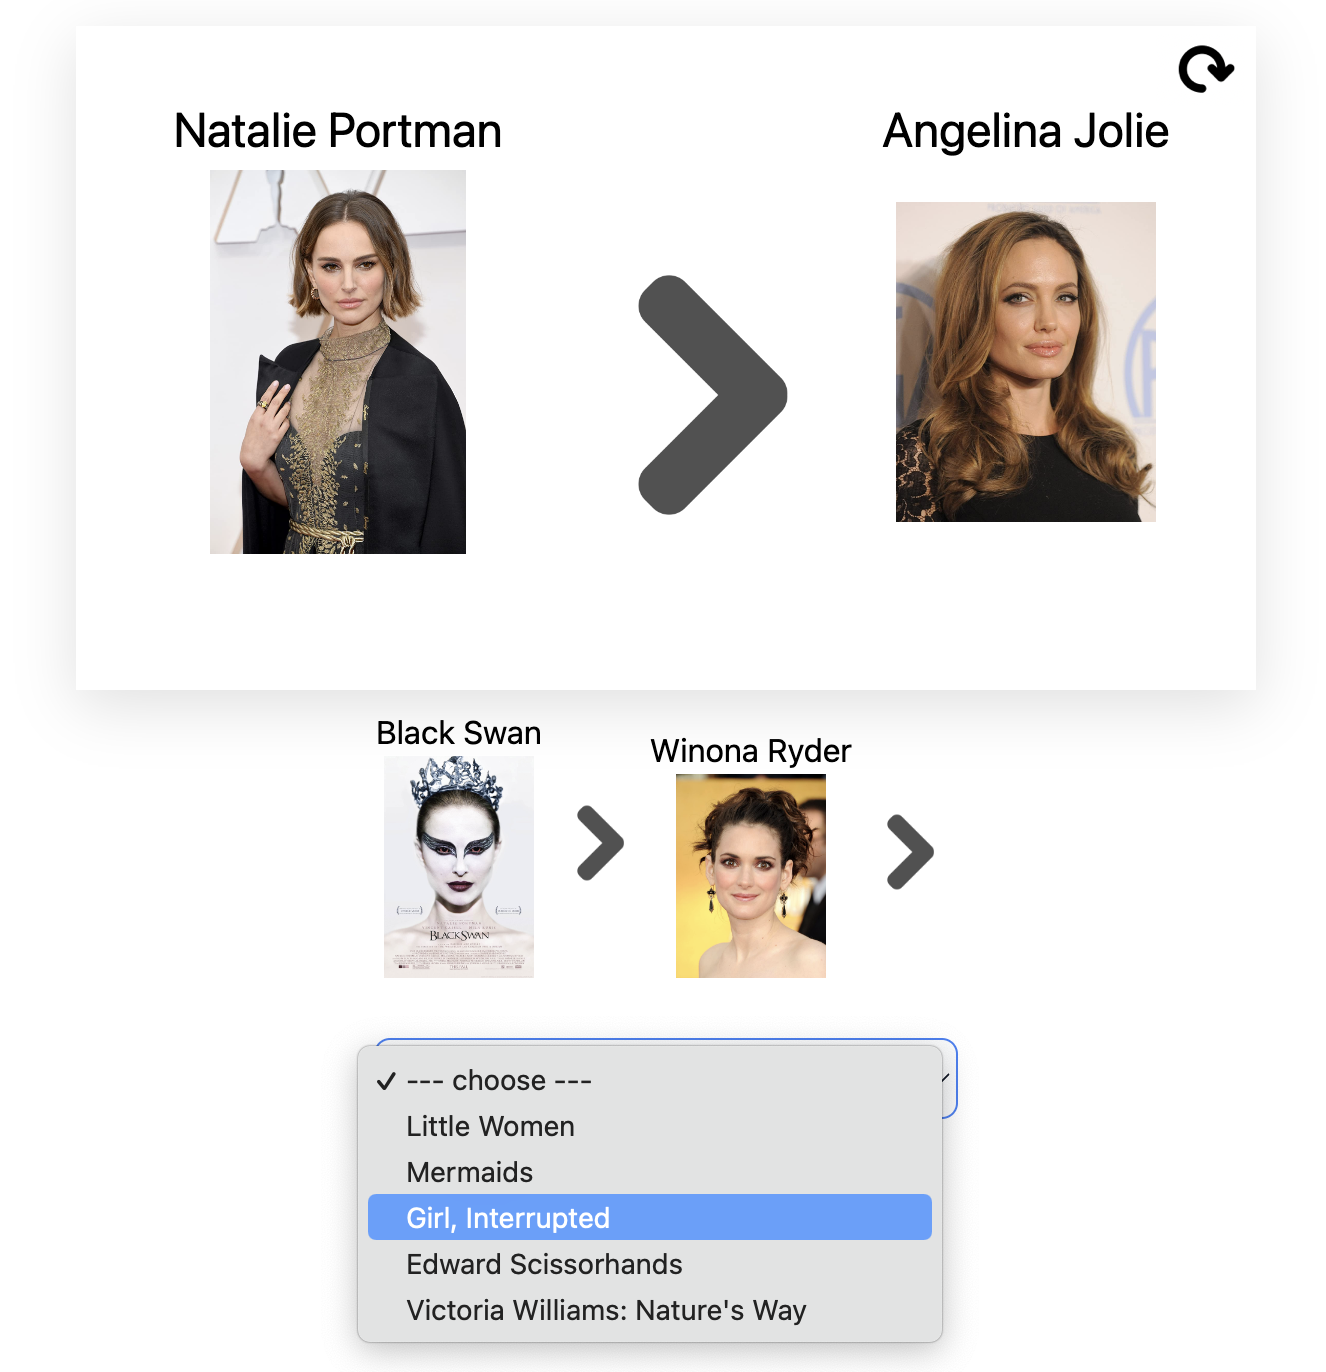 Natalie Portman
Angelina Jolie
Black Swan
Winona Ryder
BLACK SWAN
✓ --- choose ---
Little Women
Mermaids
Girl, Interrupted
Edward Scissorhands
Victoria Williams: Nature's Way